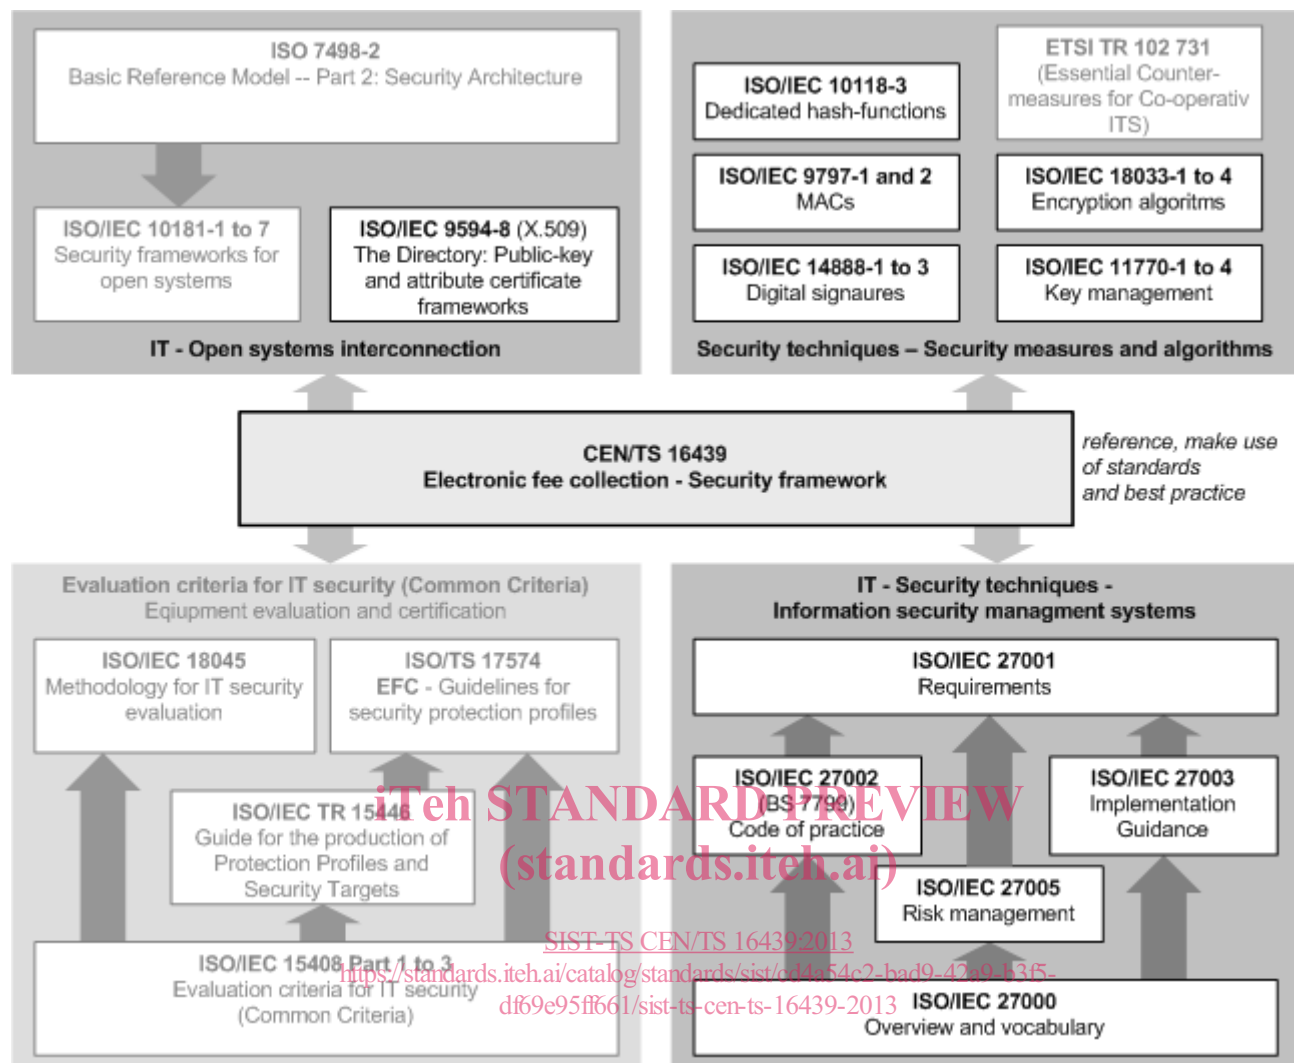 ISO 7498-2
Basic Reference Model -- Part 2: Security Architecture
ISO/IEC 10181-1 to 7
Security frameworks for
open systems
ISO/IEC 9594-8 (X.509)
The Directory: Public-key
and attribute certificate
frameworks
IT - Open systems interconnection
ISO/IEC 10118-3
Dedicated hash-functions
ETSI TR 102 731
(Essential Counter-
measures for Co-operativ
ITS)
ISO/IEC 9797-1 and 2
MACs
ISO/IEC 18033-1 to 4
Encryption algoritms
ISO/IEC 14888-1 to 3
Digital signaures
ISO/IEC 11770-1 to 4
Key management
Security techniques – Security measures and algorithms
CEN/TS 16439
Electronic fee collection - Security framework
reference, make use
of standards
and best practice
Evaluation criteria for IT security (Common Criteria)
Eqiupment evaluation and certification
ISO/IEC 18045
Methodology for IT security
evaluation
ISO/TS 17574
EFC - Guidelines for
security protection profiles
ISO/IEC TR 15446
Guide for the production of
Protection Profiles and
Security Targets
ISO/IEC 15408 Part 1 to 3
Evaluation criteria for IT security
(Common Criteria)
IT - Security techniques -
Information security managment systems
ISO/IEC 27001
Requirements
ISO/IEC 27002
(BS 7799)
Code of practice
ISO/IEC 27003
Implementation
Guidance
ISO/IEC 27005
Risk management
ISO/IEC 27000
Overview and vocabulary
iTeh STANDARD PREVIEW
(standards.iteh.ai)
SIST-TS CEN/TS 16439:2013
https://standards.iteh.ai/catalog/standards/sist/cd4a54c2-bad9-42a9-b3f5-
df69e95ff661/sist-ts-cen-ts-16439-2013